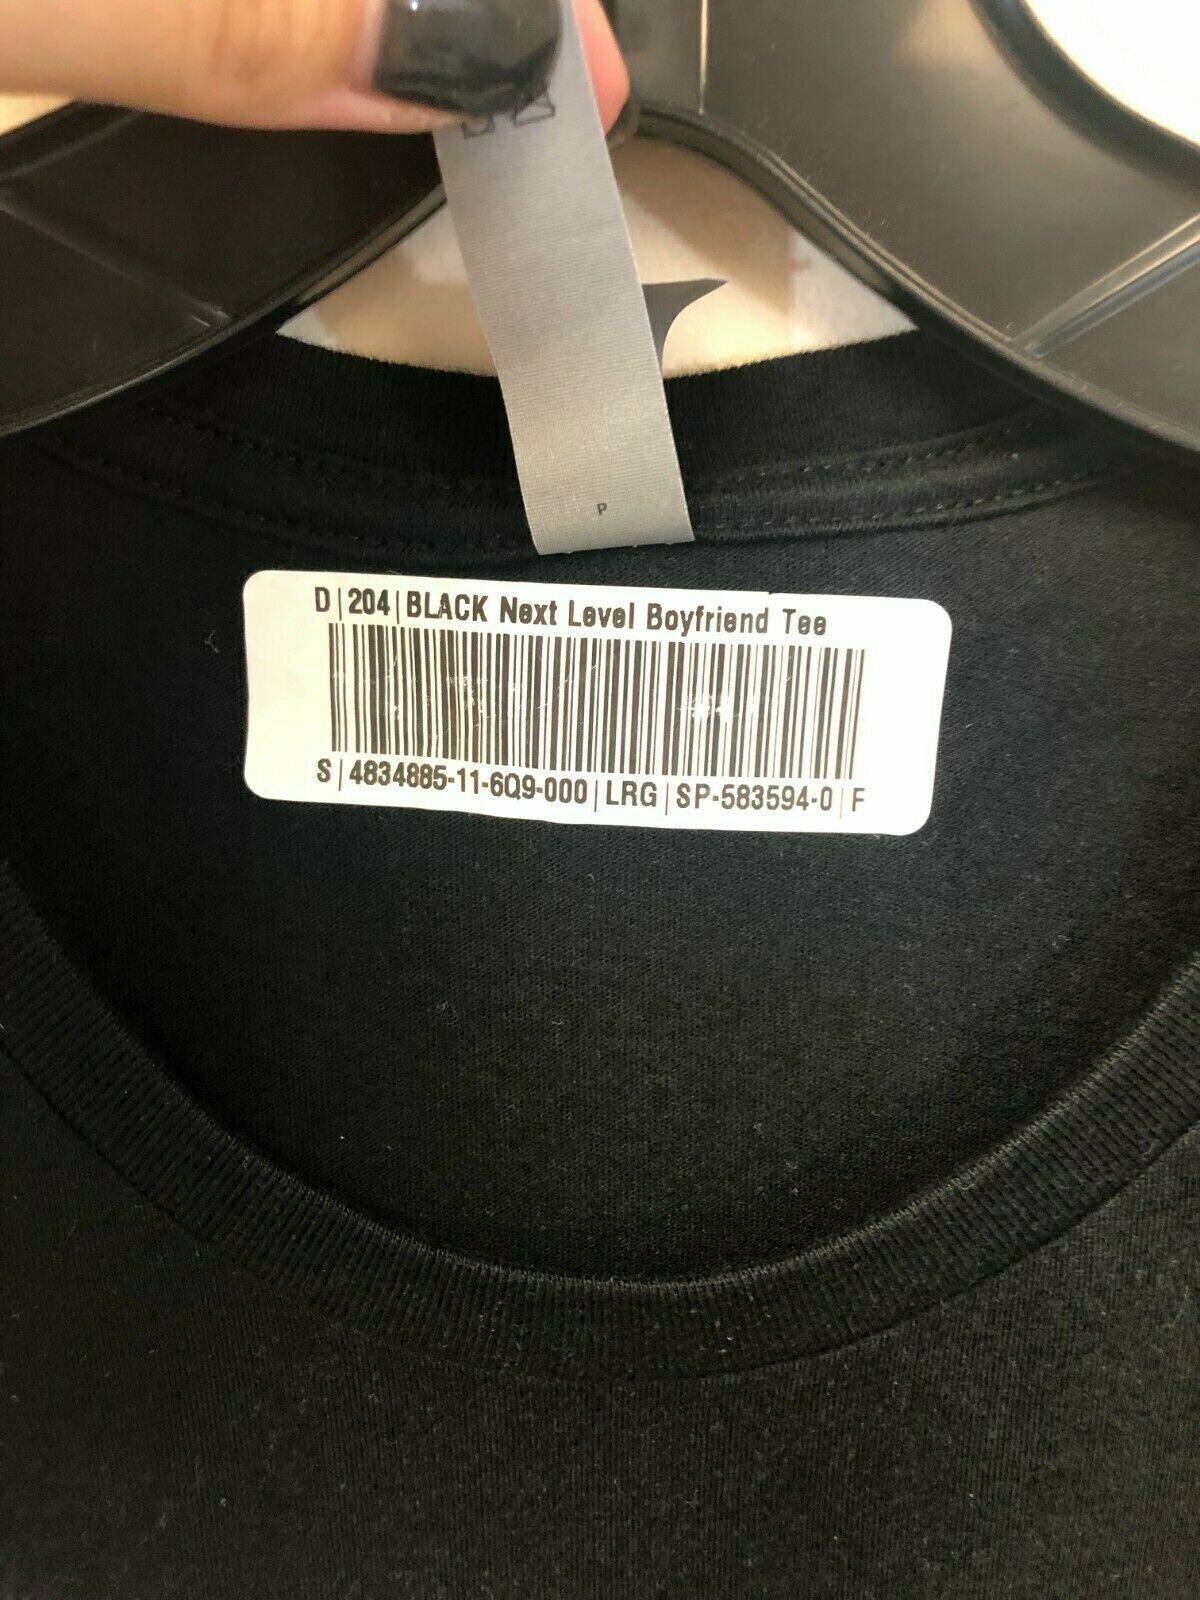 P
D|204|BLACK Next Level Boyfriend Tee
S|4834885-11-6Q9-000|LRG|SP-583594-0|F